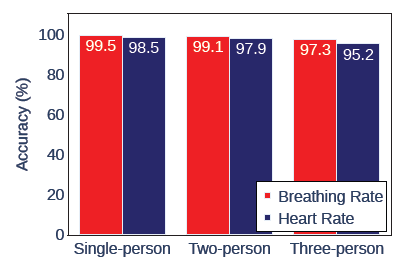 Accuracy (%)
100
80
60
40
20
0
99.5
98.5
99.1
97.9
97.3
95.2
Breathing Rate
Heart Rate
Single-person
Two-person
Three-person